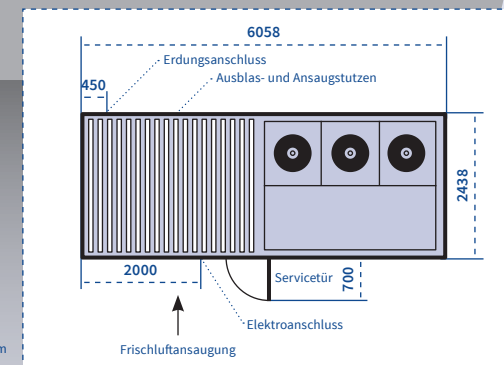 6058
Erdungsanschluss
Ausblas- und Ansaugstutzen
450
2438
2000
Servicetür
700
Elektroanschluss
Frischluftansaugung
m